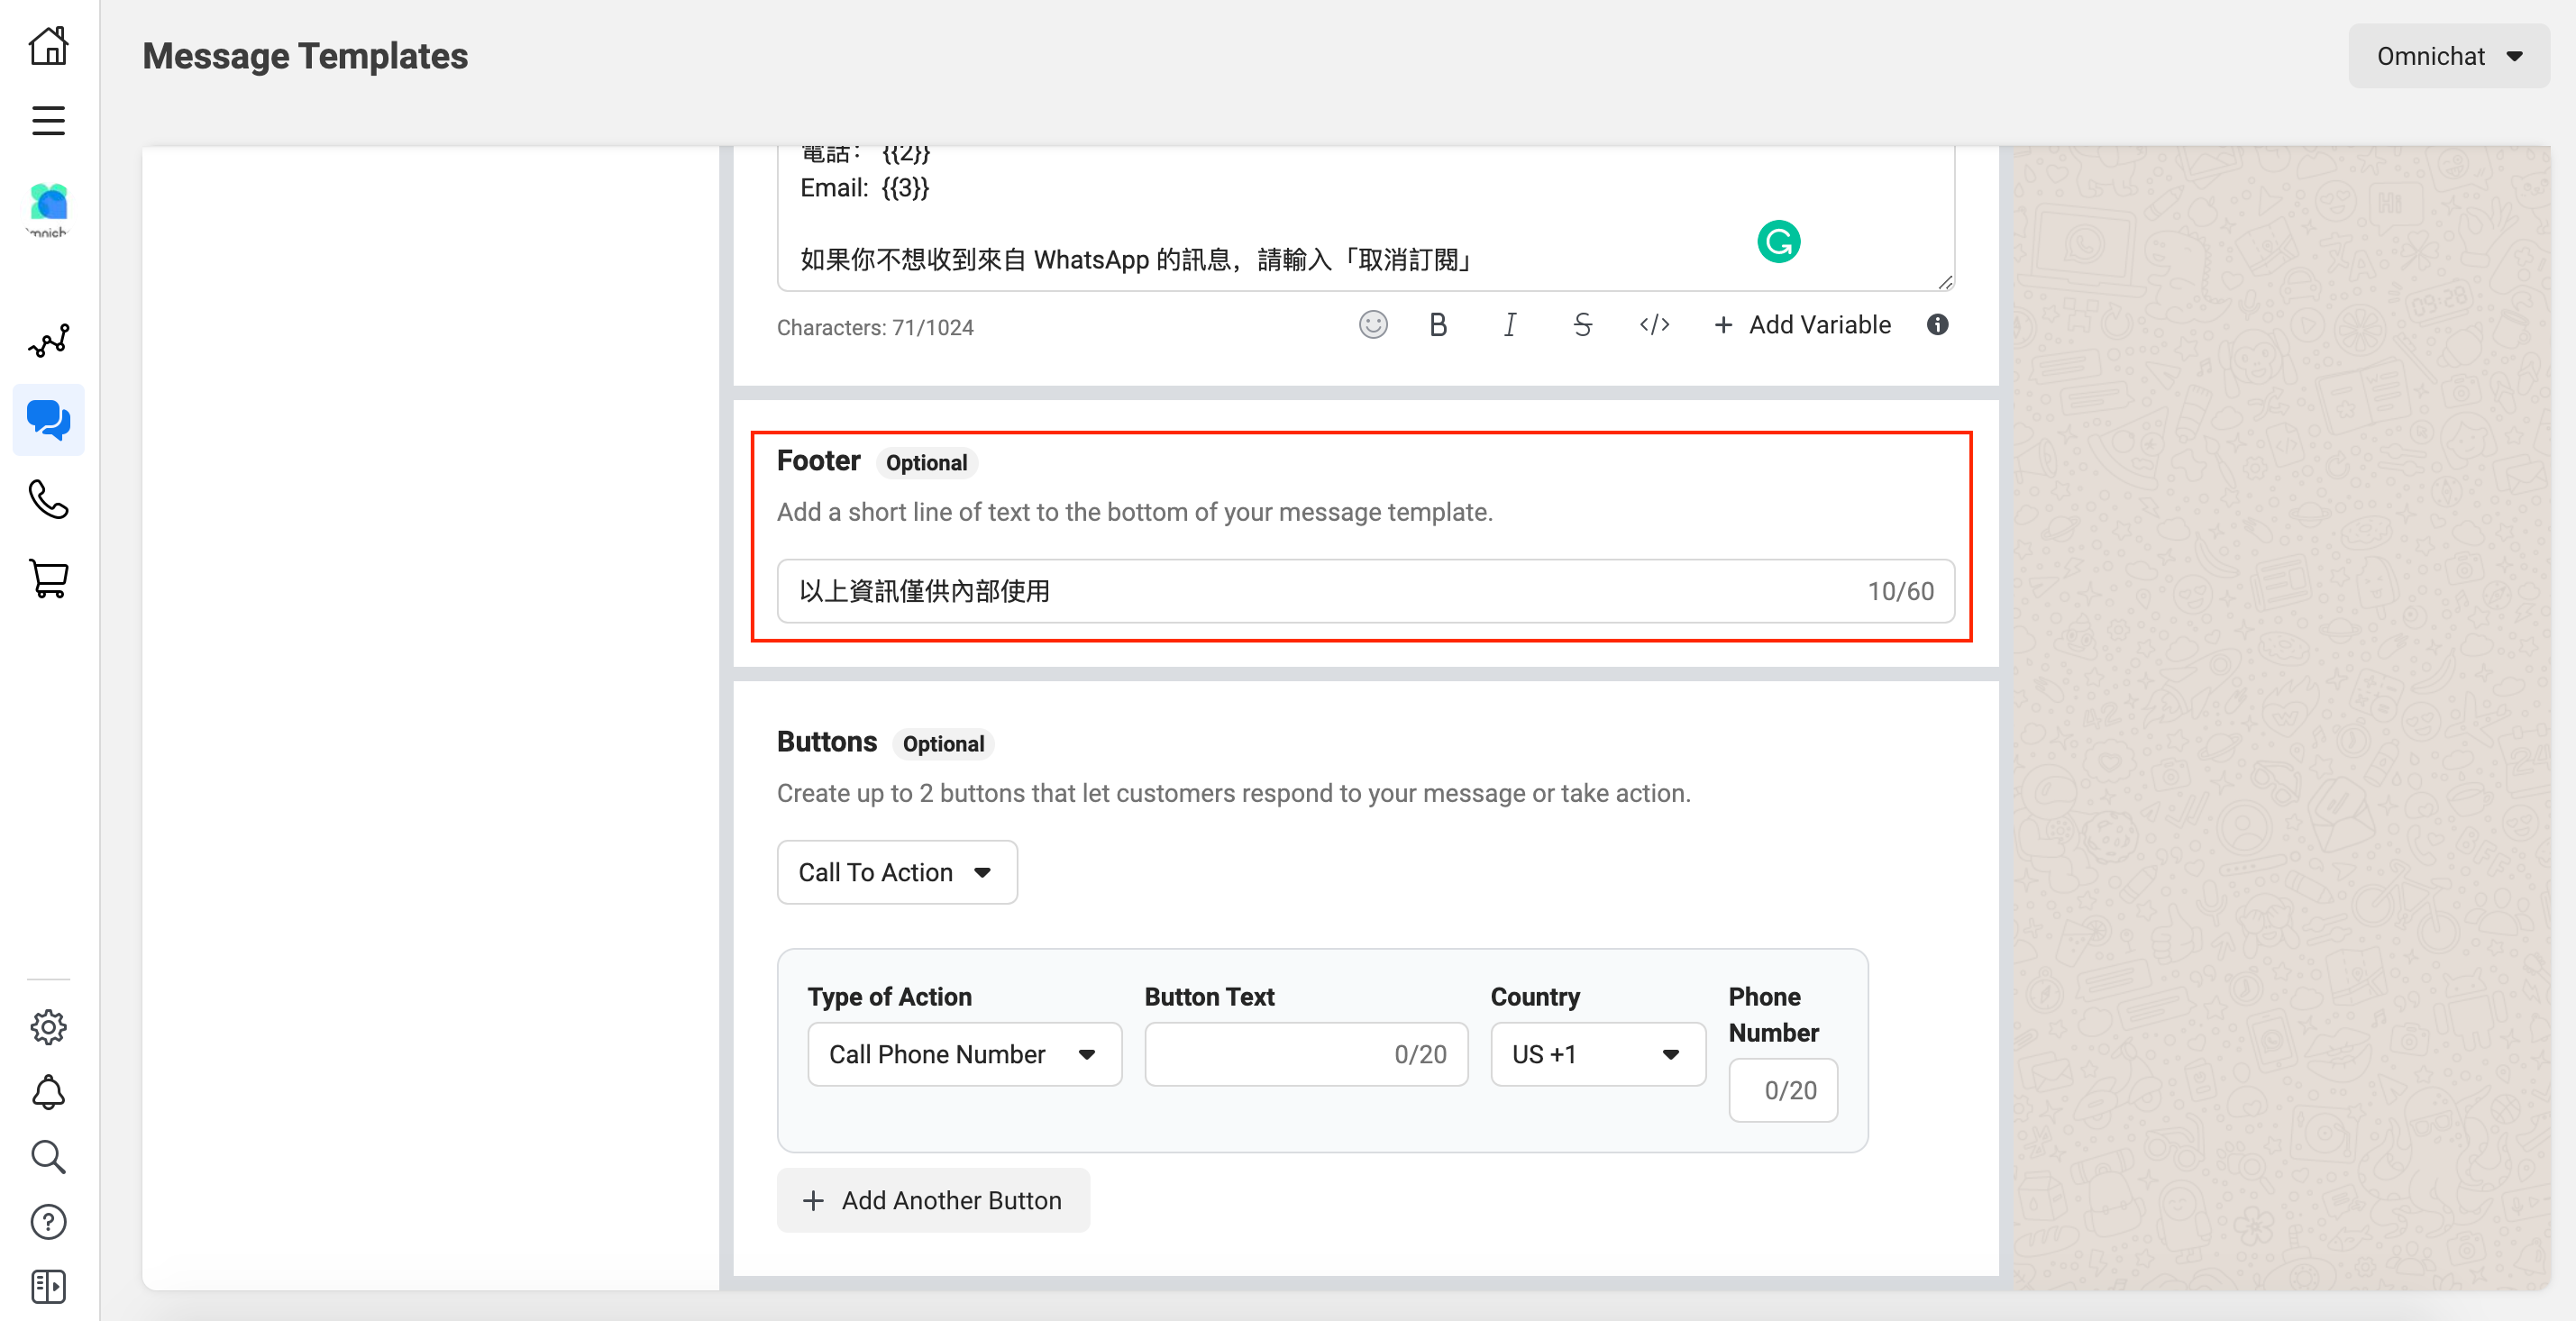 Message Templates
Omnichat
電話： {{2}}
Email: {{3}}
如果你不想收到來自 WhatsApp 的訊息，請輸入「取消訂閱」
Characters: 71/1024
B I S </> + Add Variable
Footer Optional
Add a short line of text to the bottom of your message template.
以上資訊僅供內部使用 10/60
Buttons Optional
Create up to 2 buttons that let customers respond to your message or take action.
Call To Action
Type of Action Button Text Country Phone Number
Call Phone Number 0/20 US +1 0/20
+ Add Another Button